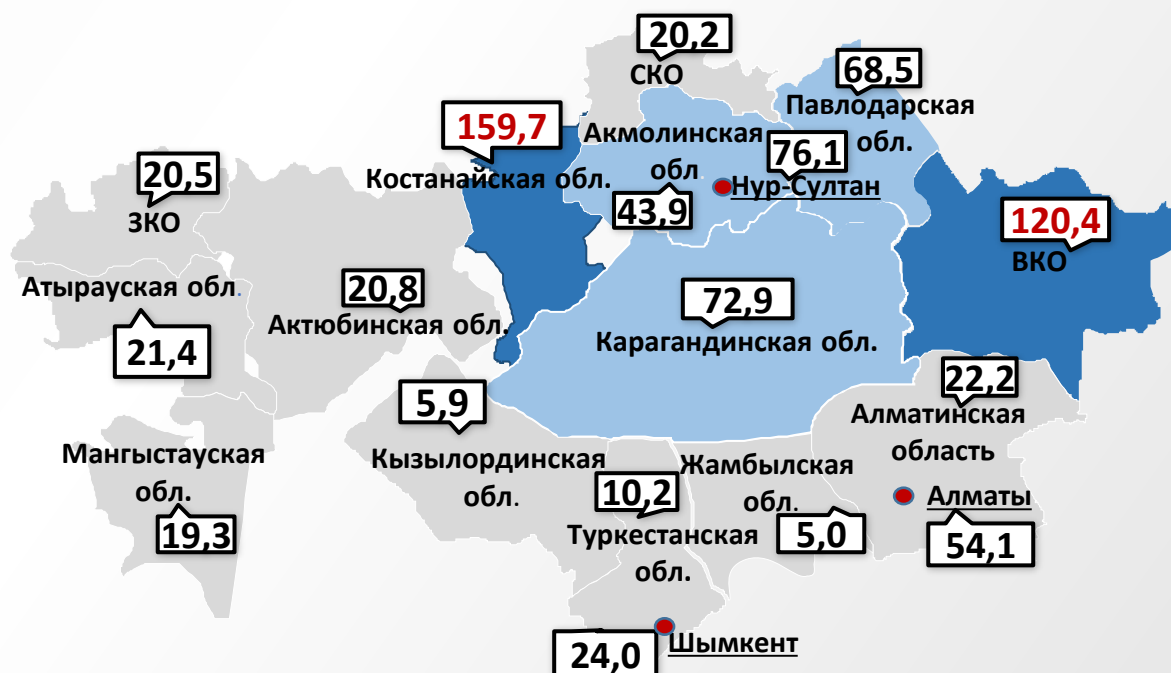 20,2
СКО
68,5
Павлодарская
обл.
159,7
Костанайская обл.
Акмолинская
обл
43,9
76,1
Нур-Султан
20,5
ЗКО
120,4
ВКО
Атырауская обл.
21,4
20,8
Актюбинская обл.
72,9
Карагандинская обл.
22,2
Алматинская
область
5,9
Кызылординская
обл.
Мангыстауская
обл.
19,3
10,2
Туркестанская
обл.
Жамбылская
обл.
5,0
Алматы
54,1
Шымкент
24,0